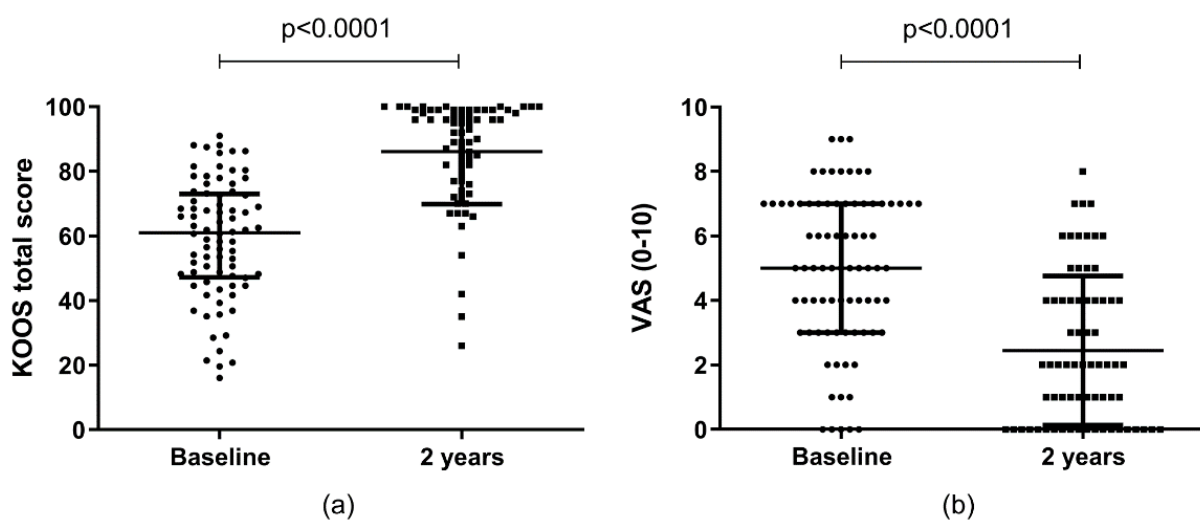 p<0.0001
KOOS total score
100
80
60
40
20
0
Baseline
2 years
(a)
p<0.0001
VAS (0-10)
10
8
6
4
2
0
Baseline
2 years
(b)